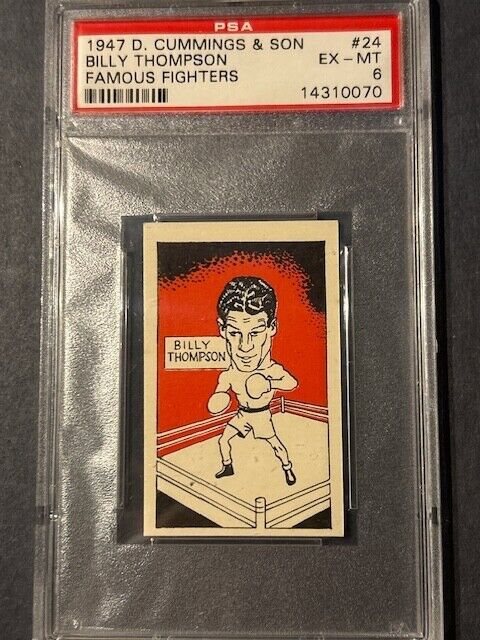 PSA
1947 D. CUMMINGS & SON #24
BILLY THOMPSON EX - MT
FAMOUS FIGHTERS 6
14310070
BILLY
THOMPSON